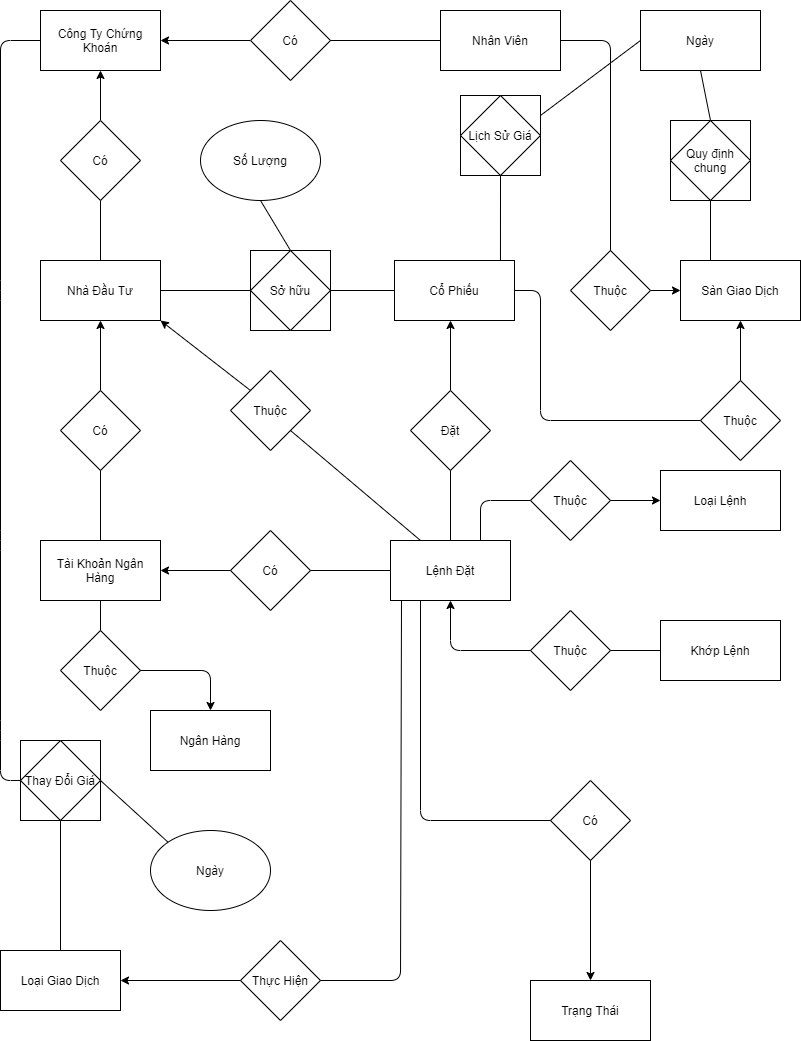 Công Ty Chứng
Khoán
Có
Nhân Viên
Ngày
Lịch Sử Giá
Có
Số Lượng
Quy định
chung
Nhà Đầu Tư
Sở hữu
Cổ Phiếu
Thuộc
Sản Giao Dịch
Thuộc
Có
Đặt
Thuộc
Loại Lệnh
Thuộc
Tài Khoản Ngân
Hàng
Có
Lệnh Đặt
Thuộc
Khớp Lệnh
Thuộc
Ngân Hàng
Thay Đổi Giá
Có
Ngày
Loại Giao Dịch
Thực Hiện
Trạng Thái